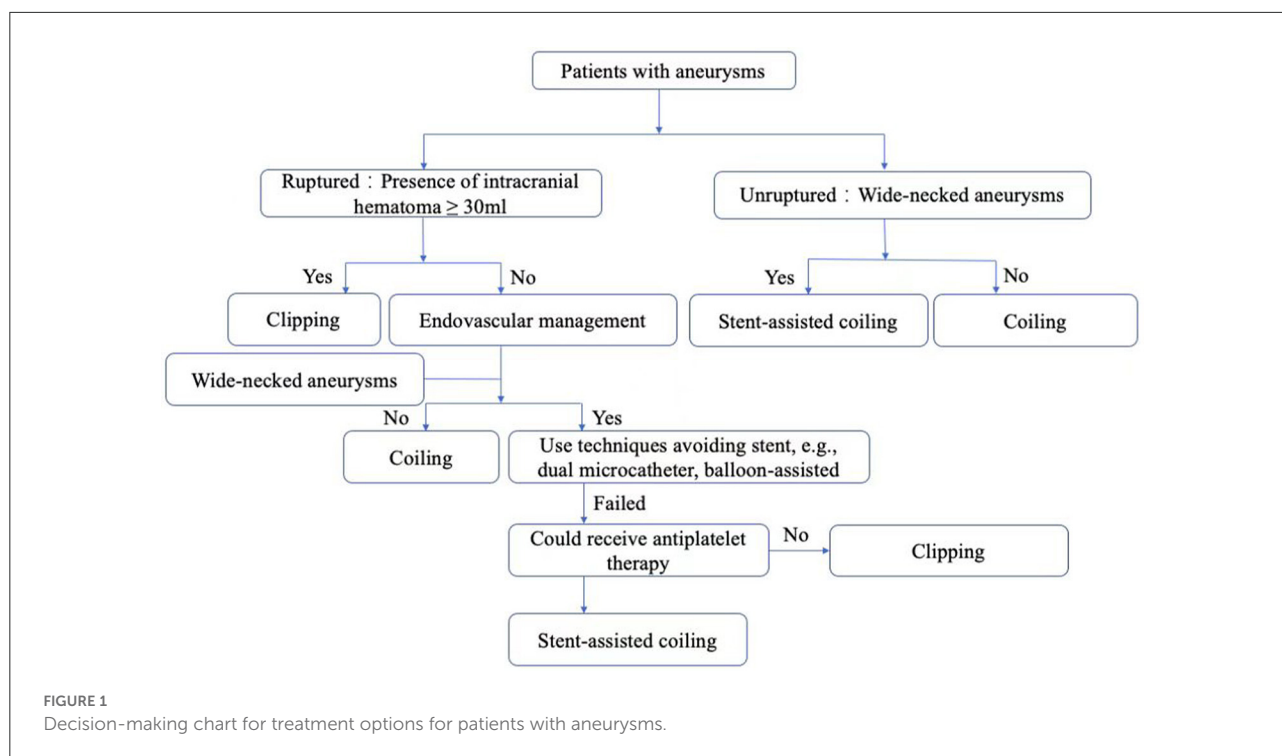 Patients with aneurysms
Ruptured：Presence of intracranial
hematoma ≥ 30ml
Unruptured：Wide-necked aneurysms
Yes
No
Yes
No
Clipping
Endovascular management
Stent-assisted coiling
Coiling
Wide-necked aneurysms
No
Yes
Coiling
Use techniques avoiding stent, e.g.,
dual microcatheter, balloon-assisted
Failed
Could receive antiplatelet
therapy
No
Clipping
Stent-assisted coiling
FIGURE 1
Decision-making chart for treatment options for patients with aneurysms.